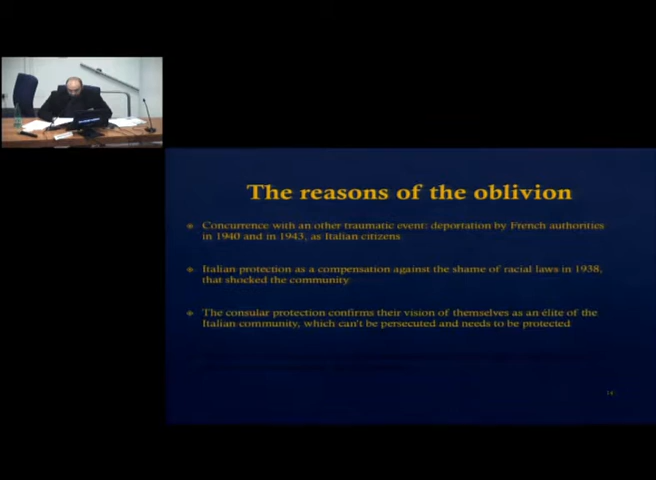 The reasons of the oblivion
Concurrence with an other traumatic event: deportation by French authorities
in 1940 and in 1943, as Italian citizens
Italian protection as a compensation against the shame of racial laws in 1938,
that shocked the community
The consular protection confirms their vision of themselves as an élite of the
Italian community, which can't be persecuted and needs to be protected
14